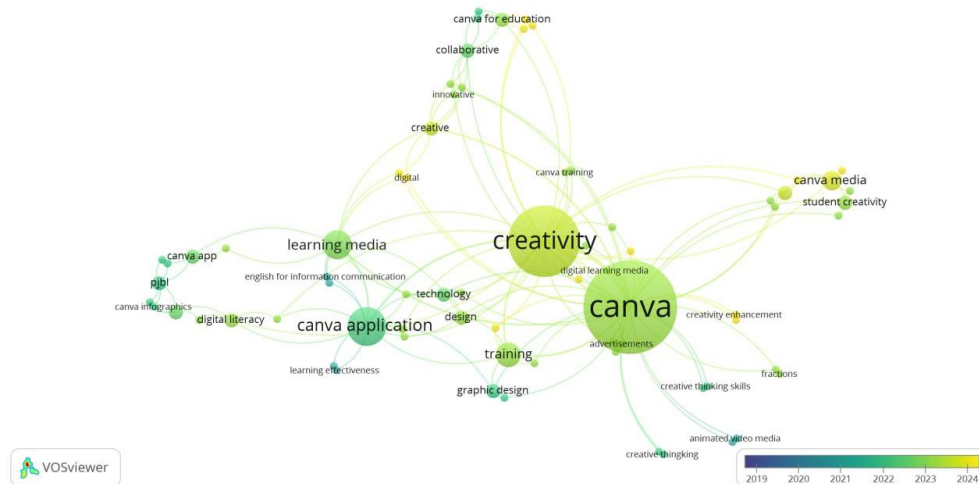 canva for education
collaborative
innovative
creative
digital
canva training
canva media
student creativity
creativity
learning media
canva app
english for information communication
digital learning media
pjbl
technology
canva
canva infographics
digital literacy
canva application
design
creativity enhancement
advertisements
training
learning effectiveness
graphic design
fractions
creative thinking skills
animated video media
creative thingking
VOSviewer
2019 2020 2021 2022 2023 2024